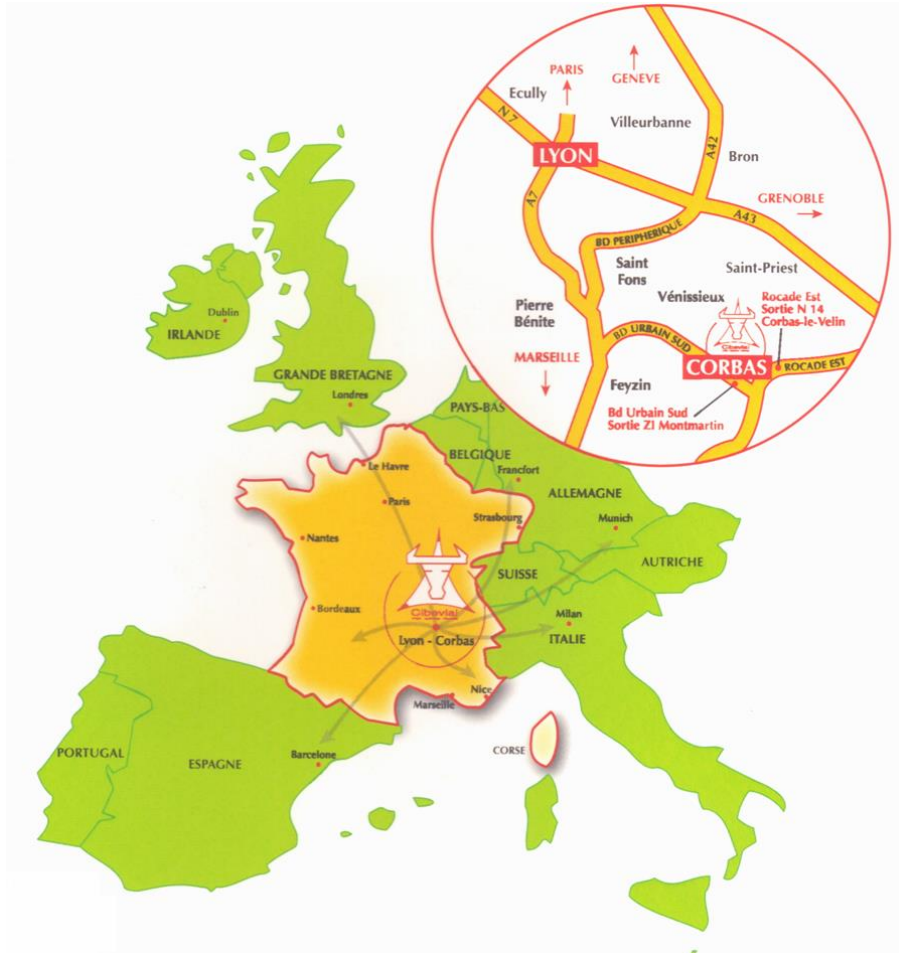 PARIS
GENEVE
Ecully
N 7
Villeurbanne
A42
Bron
LYON
GRENOBLE
A7
A43
BD PERIPHERIQUE
Saint
Fons
Saint-Priest
Vénissieux
Pierre
Bénite
Rocade Est
Sortie N 14
Corbas-le-Velin
BD URBAIN SUD
Cibevial
MARSEILLE
CORBAS
ROCADE EST
Feyzin
Bd Urbain Sud
Sortie ZI Montmartin
Dublin
IRLANDE
GRANDE BRETAGNE
Londres
PAYS-BAS
BELGIQUE
Le Havre
Francfort
ALLEMAGNE
Paris
Strasbourg
Munich
Nantes
AUTRICHE
SUISSE
Bordeaux
Cibevial
Milan
Lyon - Corbas
ITALIE
Nice
Marseille
CORSE
PORTUGAL
ESPAGNE
Barcelone